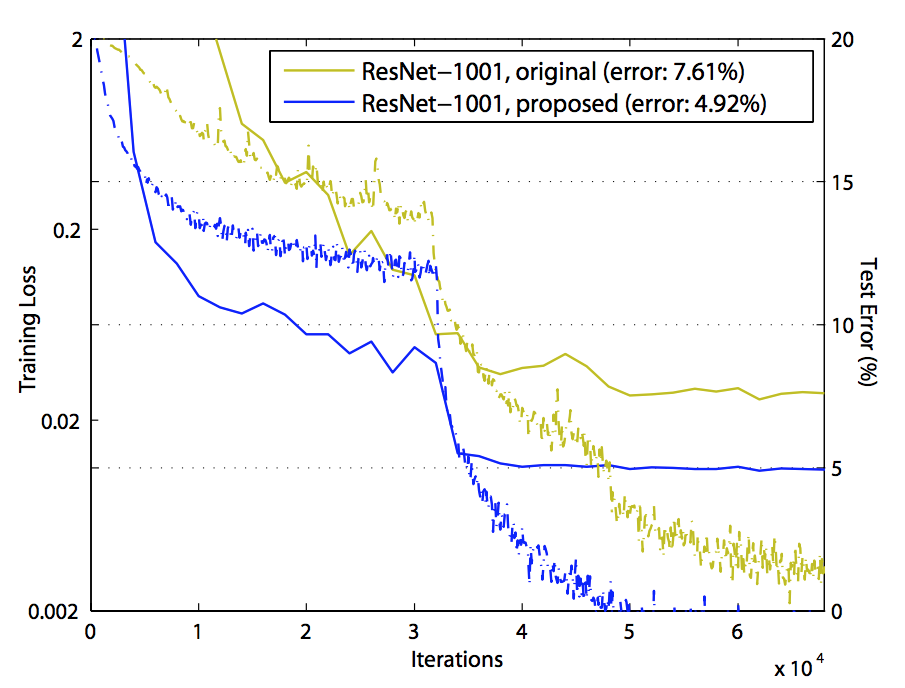 2
20
ResNet−1001, original (error: 7.61%)
ResNet−1001, proposed (error: 4.92%)
15
0.2
Training Loss
Test Error (%)
10
0.02
5
0.002
0
0 1 2 3 4 5 6
Iterations
x 10 4